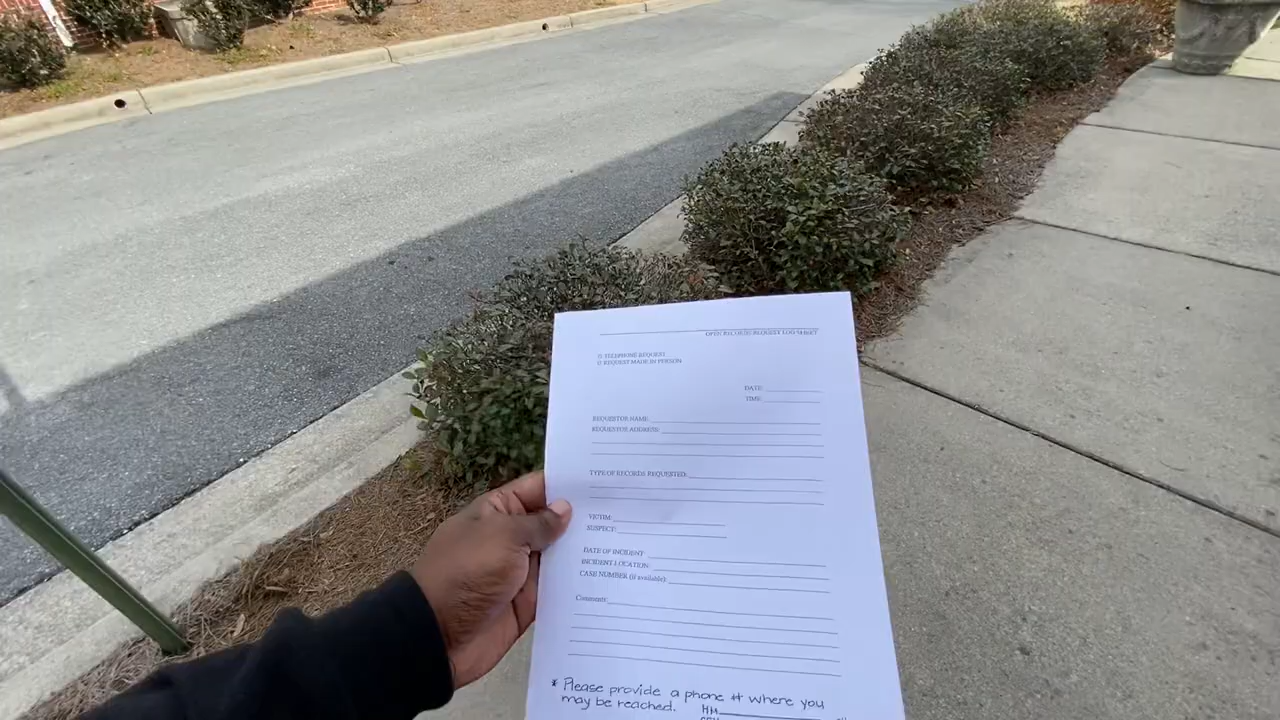 OPEN RECORDS REQUEST LOG SHEET
TELEPHONE REQUEST
REQUEST MADE IN PERSON
DATE:
TIME:
REQUESTOR NAME:
REQUESTOR ADDRESS:
TYPE OF RECORDS REQUESTED:
VICTIM:
SUSPECT:
DATE OF INCIDENT:
INCIDENT LOCATION:
CASE NUMBER (if available):
Comments:
* Please provide a phone # where you
may be reached. HM